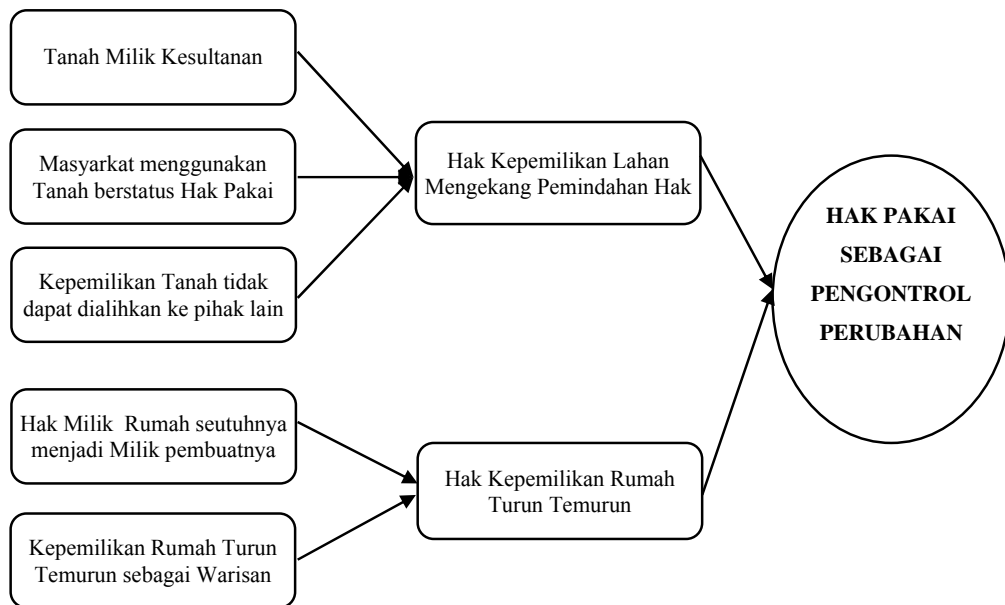 Tanah Milik Kesultanan
Masyarkat menggunakan
Tanah berstatus Hak Pakai
Kepemilikan Tanah tidak
dapat dialihkan ke pihak lain
Hak Milik Rumah seutuhnya
menjadi Milik pembuatnya
Kepemilikan Rumah Turun
Temurun sebagai Warisan
Hak Kepemilikan Lahan
Mengekang Pemindahan Hak
Hak Kepemilikan Rumah
Turun Temurun
HAK PAKAI
SEBAGAI
PENGONTROL
PERUBAHAN